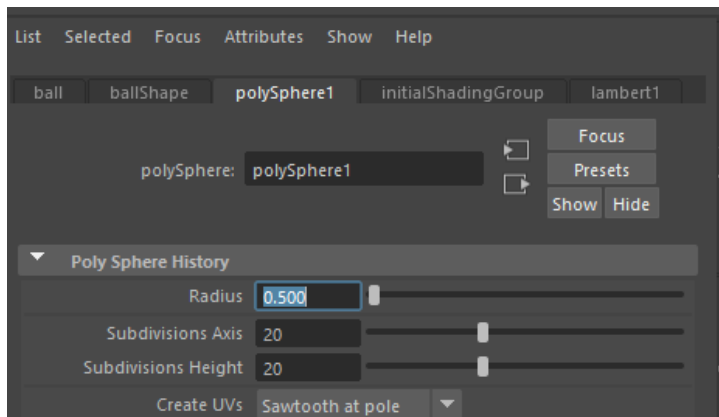 List Selected Focus Attributes Show Help
ball ballShape polySphere1 initialShadingGroup lambert1
Focus
polySphere: polySphere1 Presets
Show Hide
Poly Sphere History
Radius 0.500
Subdivisions Axis 20
Subdivisions Height 20
Create UVs Sawtooth at pole